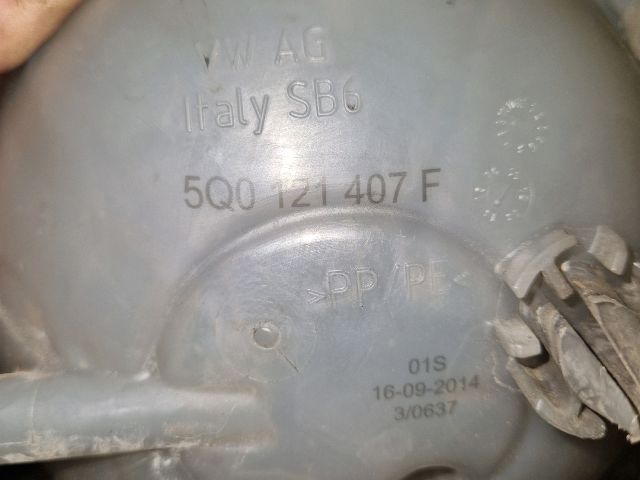 VW AG
Italy SB6
5Q0 121 407 F
>PP/PE<
01S
16-09-2014
3/0637